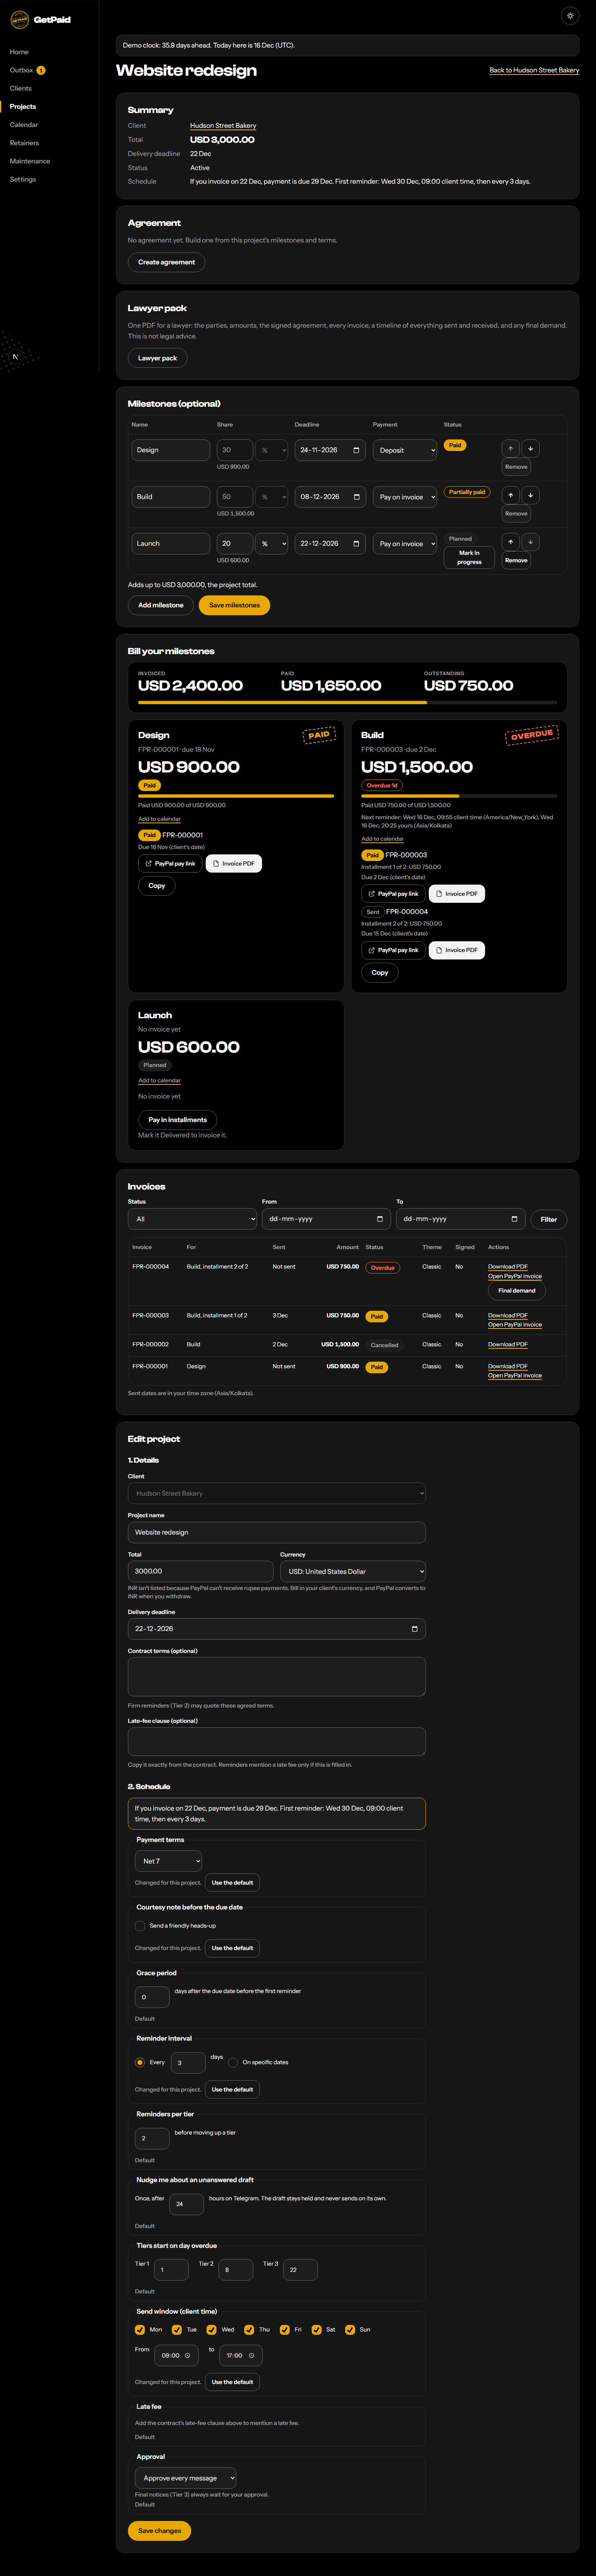 GetPaid
Home
Outbox 1
Clients
Projects
Calendar
Retainers
Maintenance
Settings
N
Demo clock: 35.9 days ahead. Today here is 16 Dec (UTC).
Website redesign
Back to Hudson Street Bakery
Summary
Client Hudson Street Bakery
Total USD 3,000.00
Delivery deadline 22 Dec
Status Active
Schedule If you invoice on 22 Dec, payment is due 29 Dec. First reminder: Wed 30 Dec, 09:00 client time, then every 3 days.
Agreement
No agreement yet. Build one from this project's milestones and terms.
Create agreement
Lawyer pack
One PDF for a lawyer: the parties, amounts, the signed agreement, every invoice, a timeline of everything sent and received, and any final demand.
This is not legal advice.
Lawyer pack
Milestones (optional)
Name Share Deadline Payment Status
Design 30 % 24-11-2026 Deposit Paid ↑ ↓
USD 900.00 Remove
Build 50 % 08-12-2026 Pay on invoice Partially paid ↑ ↓
USD 1,500.00 Remove
Launch 20 % 22-12-2026 Pay on invoice Planned ↑ ↓
USD 600.00 Mark in progress Remove
Adds up to USD 3,000.00, the project total.
Add milestone Save milestones
Bill your milestones
INVOICED PAID OUTSTANDING
USD 2,400.00 USD 1,650.00 USD 750.00
Design PAID
FPR-000001 · due 18 Nov
USD 900.00
Paid
Paid USD 900.00 of USD 900.00
Add to calendar
Paid FPR-000001
Due 18 Nov (client's date)
PayPal pay link Invoice PDF
Copy
Build OVERDUE
FPR-000003 · due 2 Dec
USD 1,500.00
Overdue 1d
Paid USD 750.00 of USD 1,500.00
Next reminder: Wed 16 Dec, 09:55 client time (America/New_York), Wed
16 Dec, 20:25 yours (Asia/Kolkata)
Add to calendar
Paid FPR-000003
Installment 1 of 2: USD 750.00
Due 2 Dec (client's date)
PayPal pay link Invoice PDF
Sent FPR-000004
Installment 2 of 2: USD 750.00
Due 15 Dec (client's date)
PayPal pay link Invoice PDF
Copy
Launch
No invoice yet
USD 600.00
Planned
Add to calendar
No invoice yet
Pay in installments
Mark it Delivered to invoice it.
Invoices
Status From To
All dd-mm-yyyy dd-mm-yyyy Filter
Invoice For Sent Amount Status Theme Signed Actions
FPR-000004 Build, installment 2 of 2 Not sent USD 750.00 Overdue Classic No Download PDF
Open PayPal invoice
Final demand
FPR-000003 Build, installment 1 of 2 3 Dec USD 750.00 Paid Classic No Download PDF
Open PayPal invoice
FPR-000002 Build 2 Dec USD 1,500.00 Cancelled Classic No Download PDF
FPR-000001 Design Not sent USD 900.00 Paid Classic No Download PDF
Open PayPal invoice
Sent dates are in your time zone (Asia/Kolkata).
Edit project
1. Details
Client
Hudson Street Bakery
Project name
Website redesign
Total Currency
3000.00 USD: United States Dollar
INR isn't listed because PayPal can't receive rupee payments. Bill in your client's currency, and PayPal converts to
INR when you withdraw.
Delivery deadline
22-12-2026
Contract terms (optional)
Firm reminders (Tier 2) may quote these agreed terms.
Late-fee clause (optional)
Copy it exactly from the contract. Reminders mention a late fee only if this is filled in.
2. Schedule
If you invoice on 22 Dec, payment is due 29 Dec. First reminder: Wed 30 Dec, 09:00 client
time, then every 3 days.
Payment terms
Net 7
Changed for this project. Use the default
Courtesy note before the due date
Send a friendly heads-up
Changed for this project. Use the default
Grace period
0 days after the due date before the first reminder
Default
Reminder interval
Every 3 days On specific dates
Changed for this project. Use the default
Reminders per tier
2 before moving up a tier
Default
Nudge me about an unanswered draft
Once, after 24 hours on Telegram. The draft stays held and never sends on its own.
Default
Tiers start on day overdue
Tier 1 1 Tier 2 8 Tier 3 22
Default
Send window (client time)
Mon Tue Wed Thu Fri Sat Sun
From 09:00 to 17:00
Changed for this project. Use the default
Late fee
Add the contract's late-fee clause above to mention a late fee.
Default
Approval
Approve every message
Final notices (Tier 3) always wait for your approval.
Default
Save changes